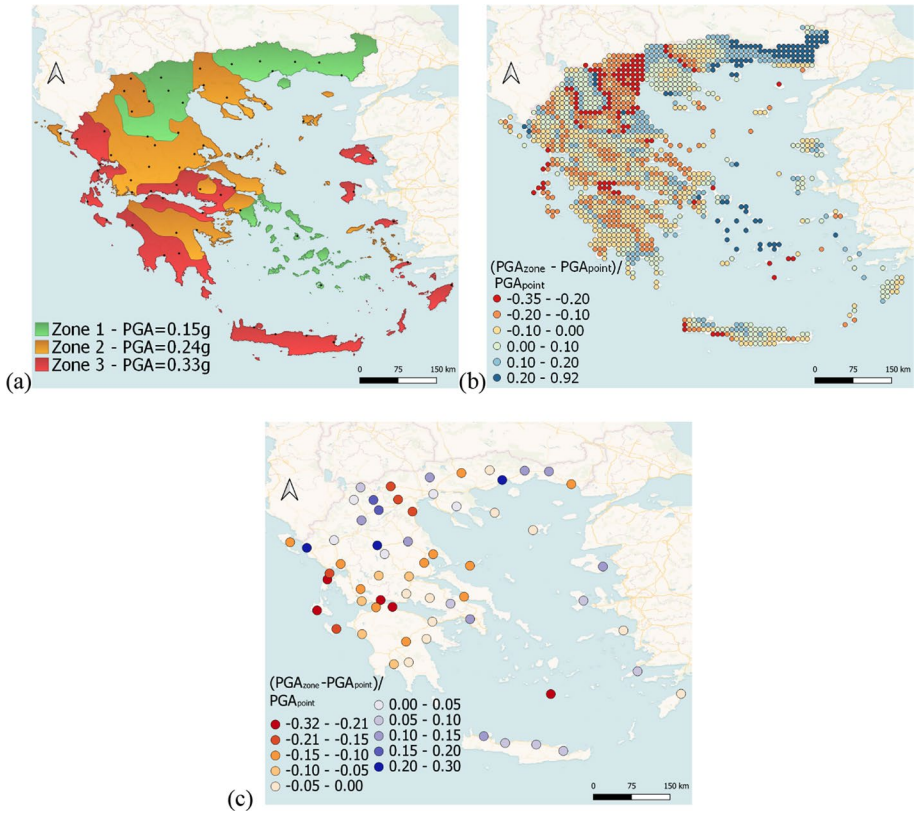 Zone 1 - PGA=0.15g
Zone 2 - PGA=0.24g
Zone 3 - PGA=0.33g
0 75 150 km
(a)
(PGAzone - PGApoint)/
PGApoint
-0.35 - -0.20
-0.20 - -0.10
-0.10 - 0.00
0.00 - 0.10
0.10 - 0.20
0.20 - 0.92
0 75 150 km
(b)
(PGAzone-PGApoint)/
PGApoint
-0.32 - -0.21
-0.21 - -0.15
-0.15 - -0.10
-0.10 - -0.05
-0.05 - 0.00
0.00 - 0.05
0.05 - 0.10
0.10 - 0.15
0.15 - 0.20
0.20 - 0.30
0 75 150 km
(c)